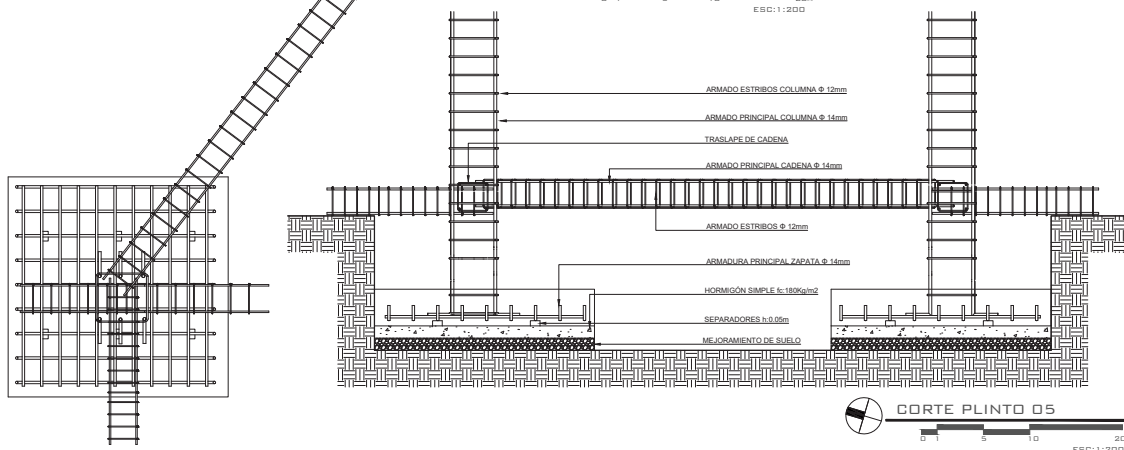 ESC:1:200
ARMADO ESTRIBOS COLUMNA Φ 12mm
ARMADO PRINCIPAL COLUMNA Φ 14mm
TRASLAPE DE CADENA
ARMADO PRINCIPAL CADENA Φ 14mm
ARMADO ESTRIBOS Φ 12mm
ARMADURA PRINCIPAL ZAPATA Φ 14mm
HORMIGÓN SIMPLE fc:180Kg/m2
SEPARADORES h:0.05m
MEJORAMIENTO DE SUELO
CORTE PLINTO 05
0 1 5 10 20
ESC:1:200